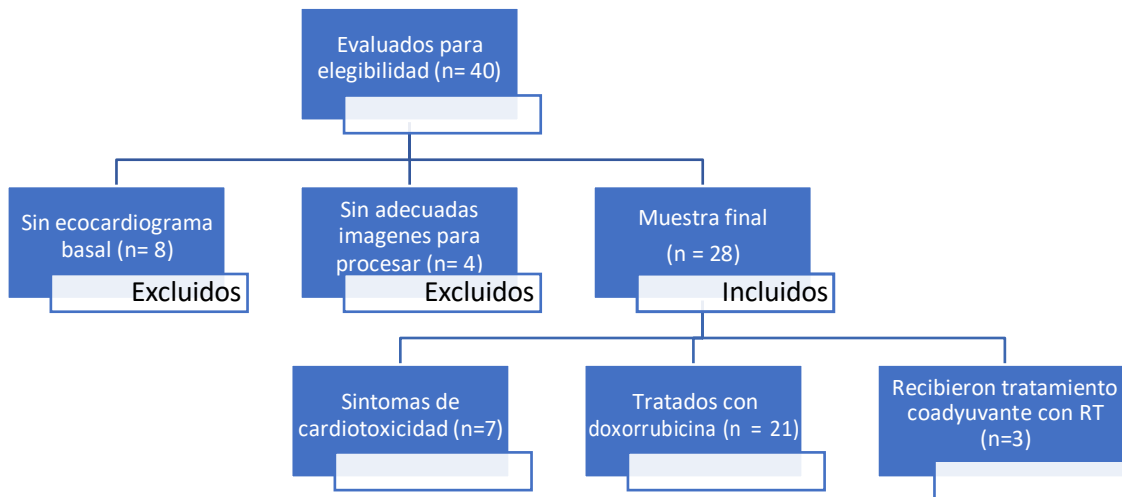 Evaluados para
elegibilidad (n= 40)
Sin ecocardiograma
basal (n= 8)
Excluidos
Sin adecuadas
imagenes para
procesar (n= 4)
Excluidos
Muestra final
(n = 28)
Incluidos
Sintomas de
cardiotoxicidad (n=7)
Tratados con
doxorrubicina (n = 21)
Recibieron tratamiento
coadyuvante con RT
(n=3)